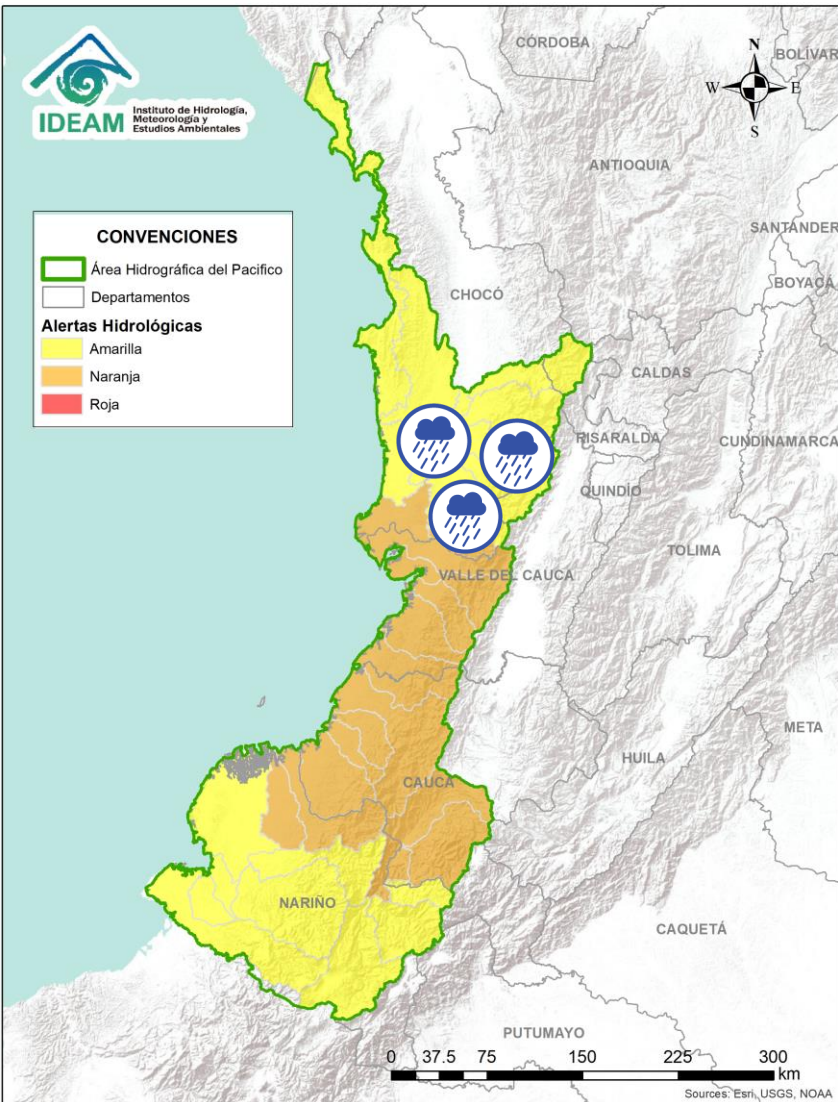 IDEAM
Instituto de Hidrología,
Meteorología y
Estudios Ambientales
N
W E
S
CÓRDOBA
BOLÍVAR
ANTIOQUIA
SANTANDER
BOYACÁ
CHOCÓ
CALDAS
RISARALDA
CUNDINAMARCA
QUINDÍO
TOLIMA
VALLE DEL CAUCA
META
HUILA
CAUCA
NARIÑO
CAQUETÁ
PUTUMAYO
CONVENCIONES
Área Hidrográfica del Pacifico
Departamentos
Alertas Hidrológicas
Amarilla
Naranja
Roja
0 37.5 75 150 225 300
km
Sources: Esri, USGS, NOAA